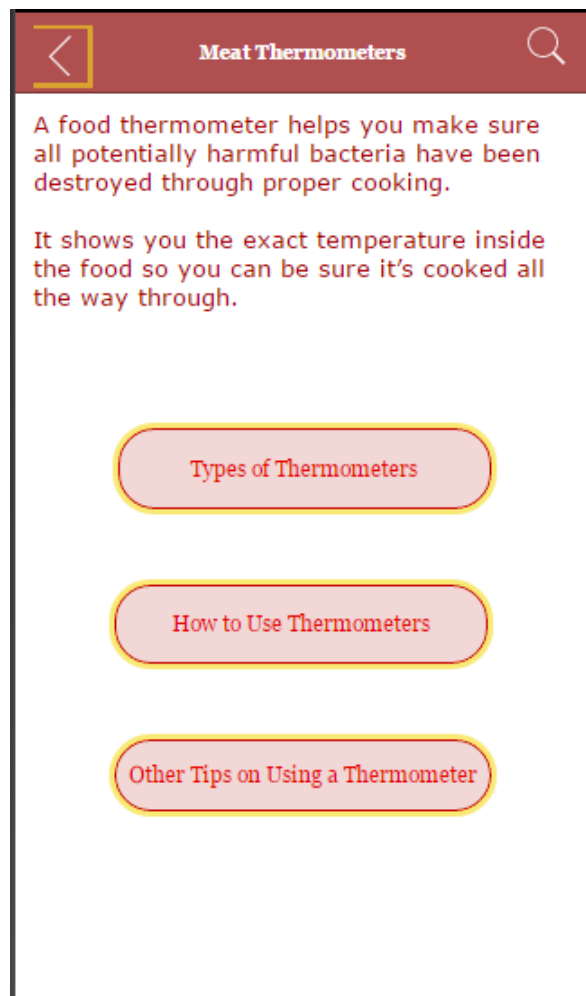 Meat Thermometers
A food thermometer helps you make sure
all potentially harmful bacteria have been
destroyed through proper cooking.
It shows you the exact temperature inside
the food so you can be sure it’s cooked all
the way through.
Types of Thermometers
How to Use Thermometers
Other Tips on Using a Thermometer